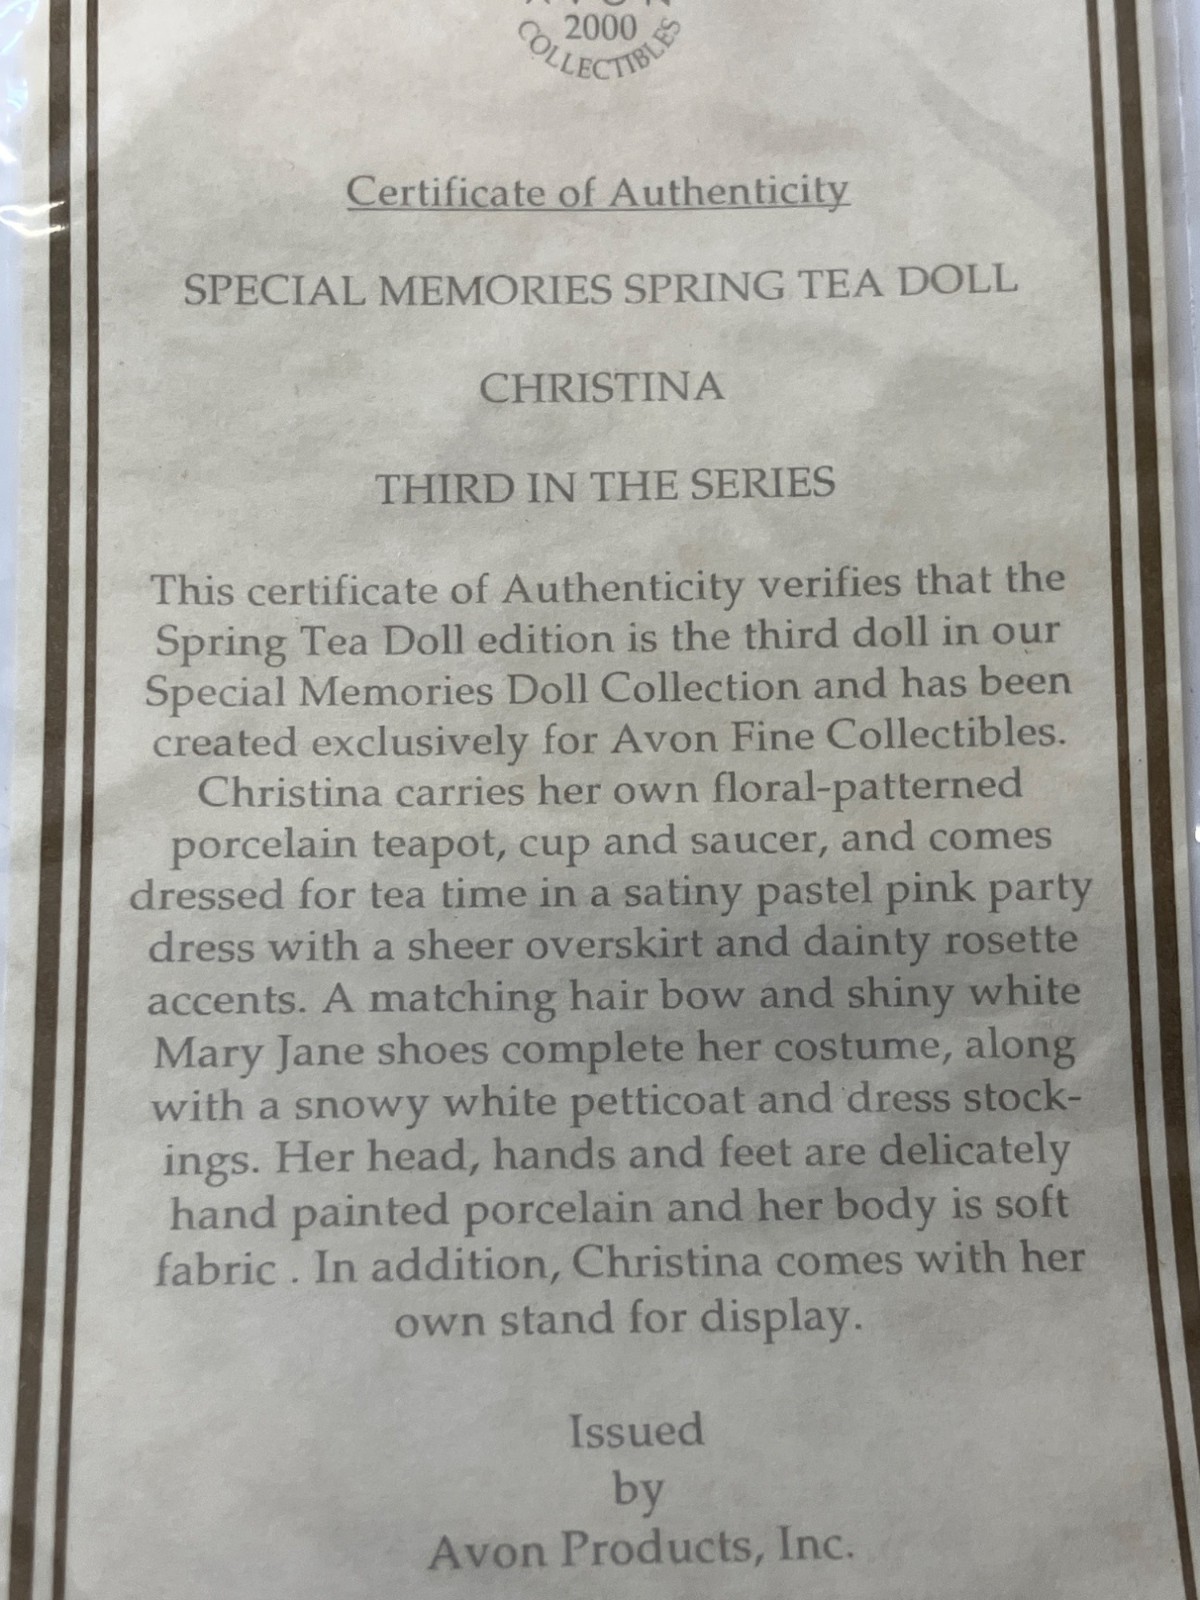 AVON
2000
COLLECTIBLES
Certificate of Authenticity
SPECIAL MEMORIES SPRING TEA DOLL
CHRISTINA
THIRD IN THE SERIES
This certificate of Authenticity verifies that the
Spring Tea Doll edition is the third doll in our
Special Memories Doll Collection and has been
created exclusively for Avon Fine Collectibles.
Christina carries her own floral-patterned
porcelain teapot, cup and saucer, and comes
dressed for tea time in a satiny pastel pink party
dress with a sheer overskirt and dainty rosette
accents. A matching hair bow and shiny white
Mary Jane shoes complete her costume, along
with a snowy white petticoat and dress stock-
ings. Her head, hands and feet are delicately
hand painted porcelain and her body is soft
fabric . In addition, Christina comes with her
own stand for display.
Issued
by
Avon Products, Inc.